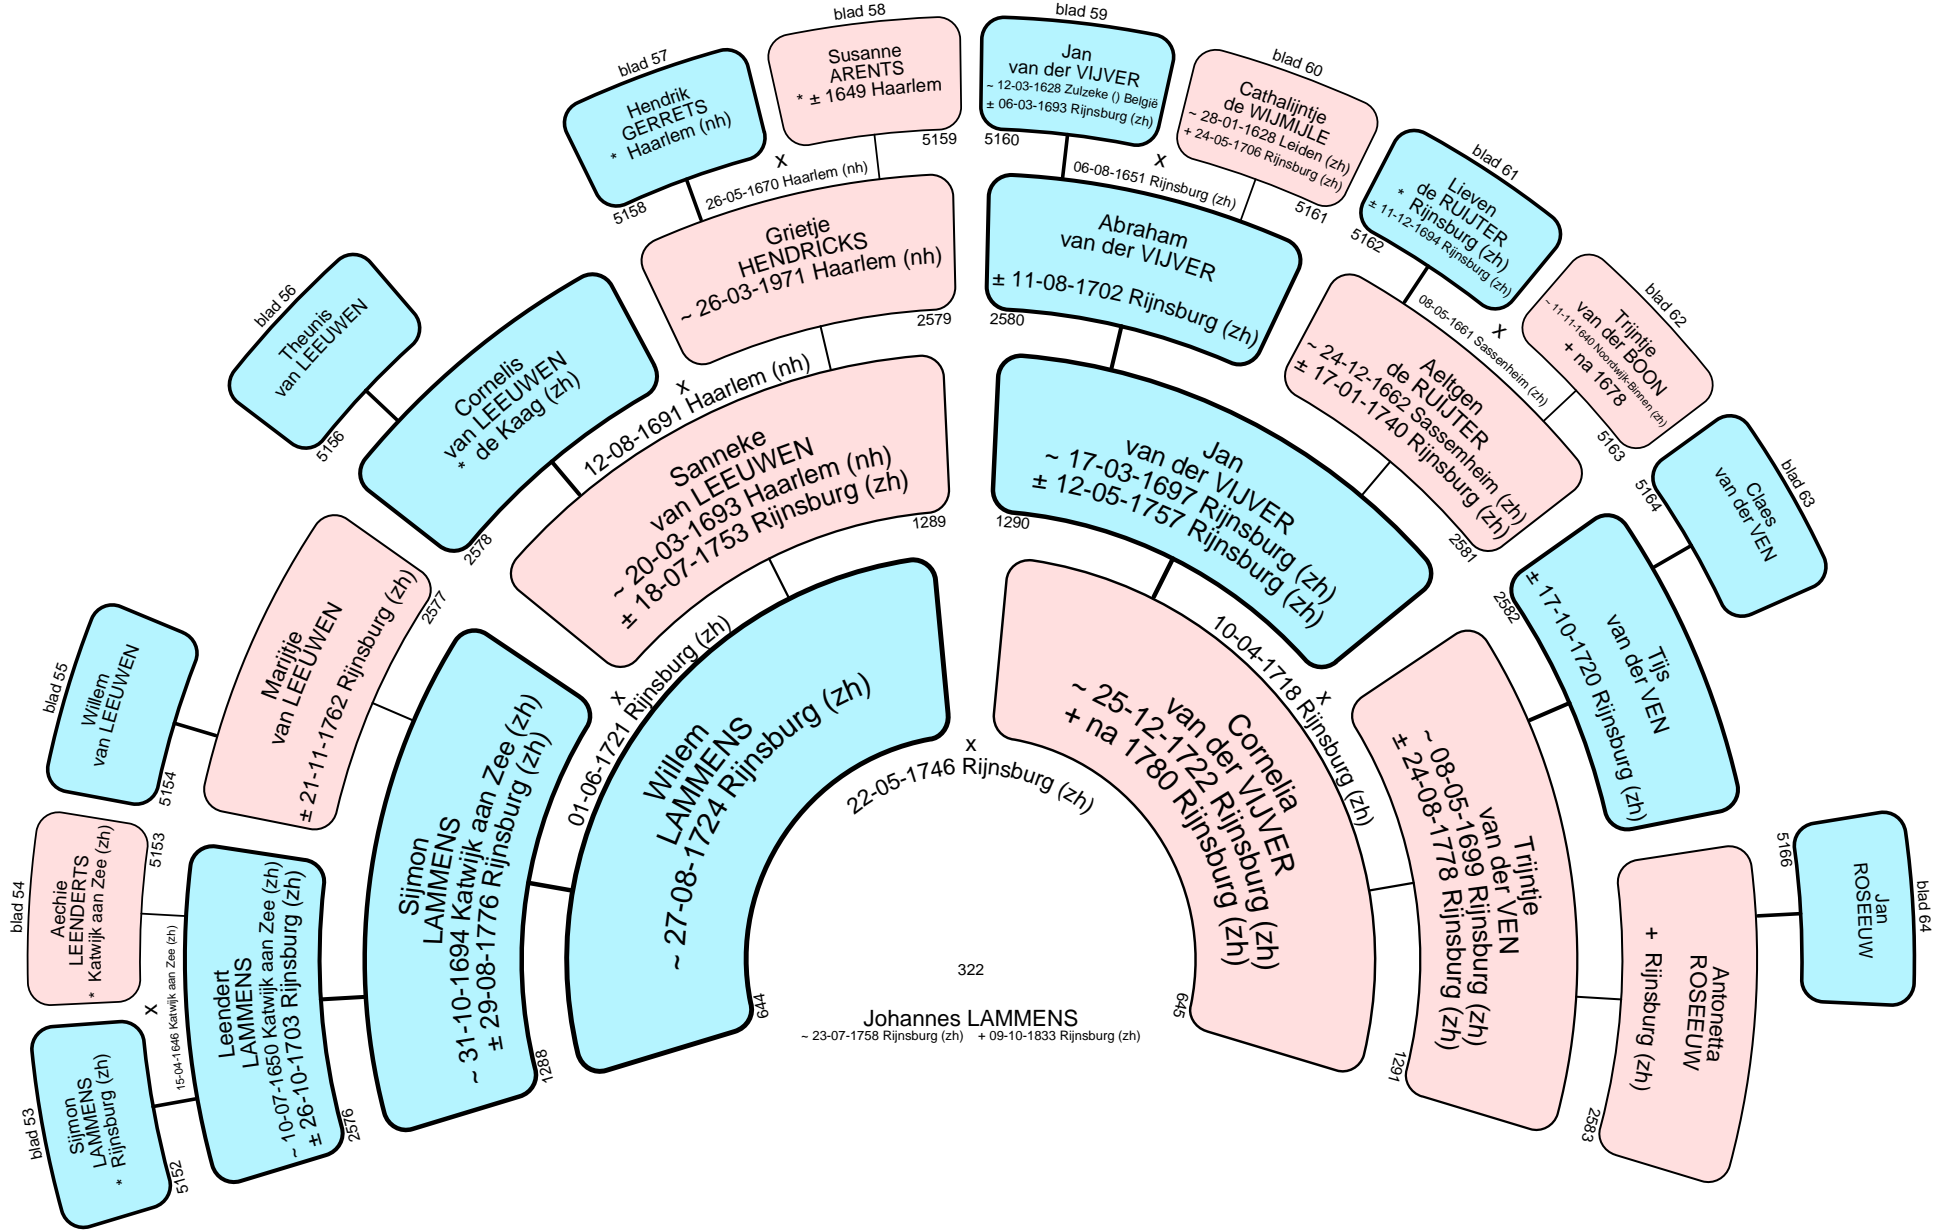 blad 53
Sijmon
LAMMENS
* Rijnsburg (zh)
5152
x
15-04-1646 Katwijk aan Zee (zh)
blad 54
Aechie
LEENDERTS
* Katwijk aan Zee (zh)
5153
blad 55
Willem
van LEEUWEN
5154
blad 56
Theunis
van LEEUWEN
5156
blad 57
Hendrik
GERRETS
* Haarlem (nh)
5158
x
26-05-1670 Haarlem (nh)
blad 58
Susanne
ARENTS
* ± 1649 Haarlem
5159
blad 59
Jan
van der VIJVER
~ 12-03-1628 Zulzeke () België
± 06-03-1693 Rijnsburg (zh)
5160
x
06-08-1651 Rijnsburg (zh)
blad 60
Cathalijntje
de WIJMIJLE
~ 28-01-1628 Leiden (zh)
+ 24-05-1706 Rijnsburg (zh)
5161
blad 61
Lieven
de RUIJTER
* Rijnsburg (zh)
± 11-12-1694 Rijnsburg (zh)
5162
x
08-05-1661 Sassenheim (zh)
blad 62
Trijntje
van der BOON
~ 11-11-1640 Noordwijk-Binnen (zh)
+ na 1678
5163
blad 63
Claes
van der VEN
5164
blad 64
Jan
ROSEEUW
5166
Leendert
LAMMENS
~ 10-07-1650 Katwijk aan Zee (zh)
± 26-10-1703 Rijnsburg (zh)
2576
Marijtje
van LEEUWEN
± 21-11-1762 Rijnsburg (zh)
2577
Cornelis
van LEEUWEN
* de Kaag (zh)
2578
x
12-08-1691 Haarlem (nh)
Grietje
HENDRICKS
~ 26-03-1971 Haarlem (nh)
2579
Abraham
van der VIJVER
± 11-08-1702 Rijnsburg (zh)
2580
Aeltgen
de RUIJTER
~ 24-12-1662 Sassemheim (zh)
± 17-01-1740 Rijnsburg (zh)
2581
Tijs
van der VEN
± 17-10-1720 Rijnsburg (zh)
2582
Antonetta
ROSEEUW
+ Rijnsburg (zh)
2583
Sijmon
LAMMENS
~ 31-10-1694 Katwijk aan Zee (zh)
± 29-08-1776 Rijnsburg (zh)
1288
x
01-06-1721 Rijnsburg (zh)
Sanneke
van LEEUWEN
~ 20-03-1693 Haarlem (nh)
± 18-07-1753 Rijnsburg (zh)
1289
Jan
van der VIJVER
~ 17-03-1697 Rijnsburg (zh)
± 12-05-1757 Rijnsburg (zh)
1290
x
10-04-1718 Rijnsburg (zh)
Trijntje
van der VEN
~ 08-05-1699 Rijnsburg (zh)
± 24-08-1778 Rijnsburg (zh)
1291
Willem
LAMMENS
~ 27-08-1724 Rijnsburg (zh)
644
x
22-05-1746 Rijnsburg (zh)
Cornelia
van der VIJVER
~ 25-12-1722 Rijnsburg (zh)
+ na 1780 Rijnsburg (zh)
645
322
Johannes LAMMENS
~ 23-07-1758 Rijnsburg (zh) + 09-10-1833 Rijnsburg (zh)